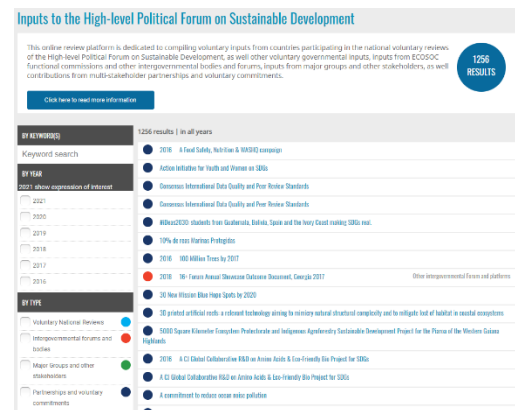 Inputs to the High-level Political Forum on Sustainable Development
This online review platform is dedicated to compiling voluntary inputs from countries participating in the national voluntary reviews
of the High-level Political Forum on Sustainable Development, as well other voluntary governmental inputs, inputs from ECOSOC
functional commissions and other intergovernmental bodies and forums, inputs from major groups and other stakeholders, as well
contributions from multi-stakeholder partnerships and voluntary commitments.
1256
RESULTS
Click here to read more information
BY KEYWORD(S)
Keyword search
BY YEAR
2021 show expression of interest
2021
2020
2019
2018
2017
2016
BY TYPE
Voluntary National Reviews
Intergovernmental forums and
bodies
Major Groups and other
stakeholders
Partnerships and voluntary
commitments
1256 results | in all years
2016 A Food Safety, Nutrition & WASHQ campaign
Action Initiative for Youth and Women on SDGs
Consensus International Data Quality and Peer Review Standards
Consensus International Data Quality and Peer Review Standards
students from Guatemala, Bolivia, Spain and the Ivory Coast making SDGs real.
10% de reas Marinas Protegidas
2016 100 Million Trees by 2017
2018 16+ Forum Annual Showcase Outcome Document, Georgia 2017 Other intergovernmental Forum and platforms
30 New Mission Blue Hope Spots by 2020
3D printed artificial reefs: a relevant technology aiming to mimicry natural structural complexity and to mitigate lost of habitat in coastal ecosystems
5000 Square Kilometer Ecosystem Protectorate and Indigenous Agroforestry Sustainable Development Project for the Piaroa of the Western Guiana
Highlands
2016 A CJ Global Collaborative R&D on Amino Acids & Eco-Friendly Bio Project for SDGs
A CJ Global Collaborative R&D on Amino Acids & Eco-Friendly Bio Project for SDGs
A commitment to reduce ocean noise pollution